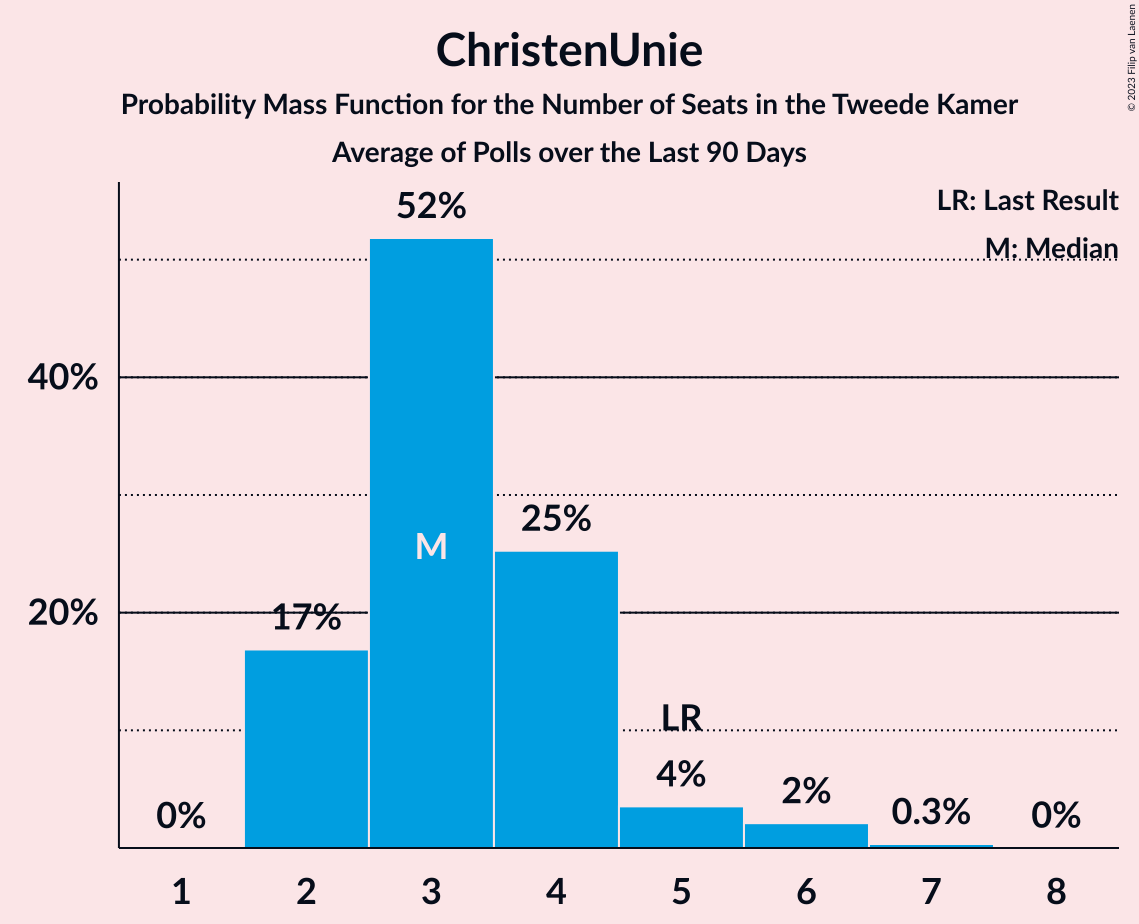 ChristenUnie
Probability Mass Function for the Number of Seats in the Tweede Kamer
Average of Polls over the Last 90 Days
© 2023 Filip van Laenen
LR: Last Result
M: Median
52%
40%
M
25%
20%
17%
LR
4%
2%
0.3%
0%
0%
1 2 3 4 5 6 7 8